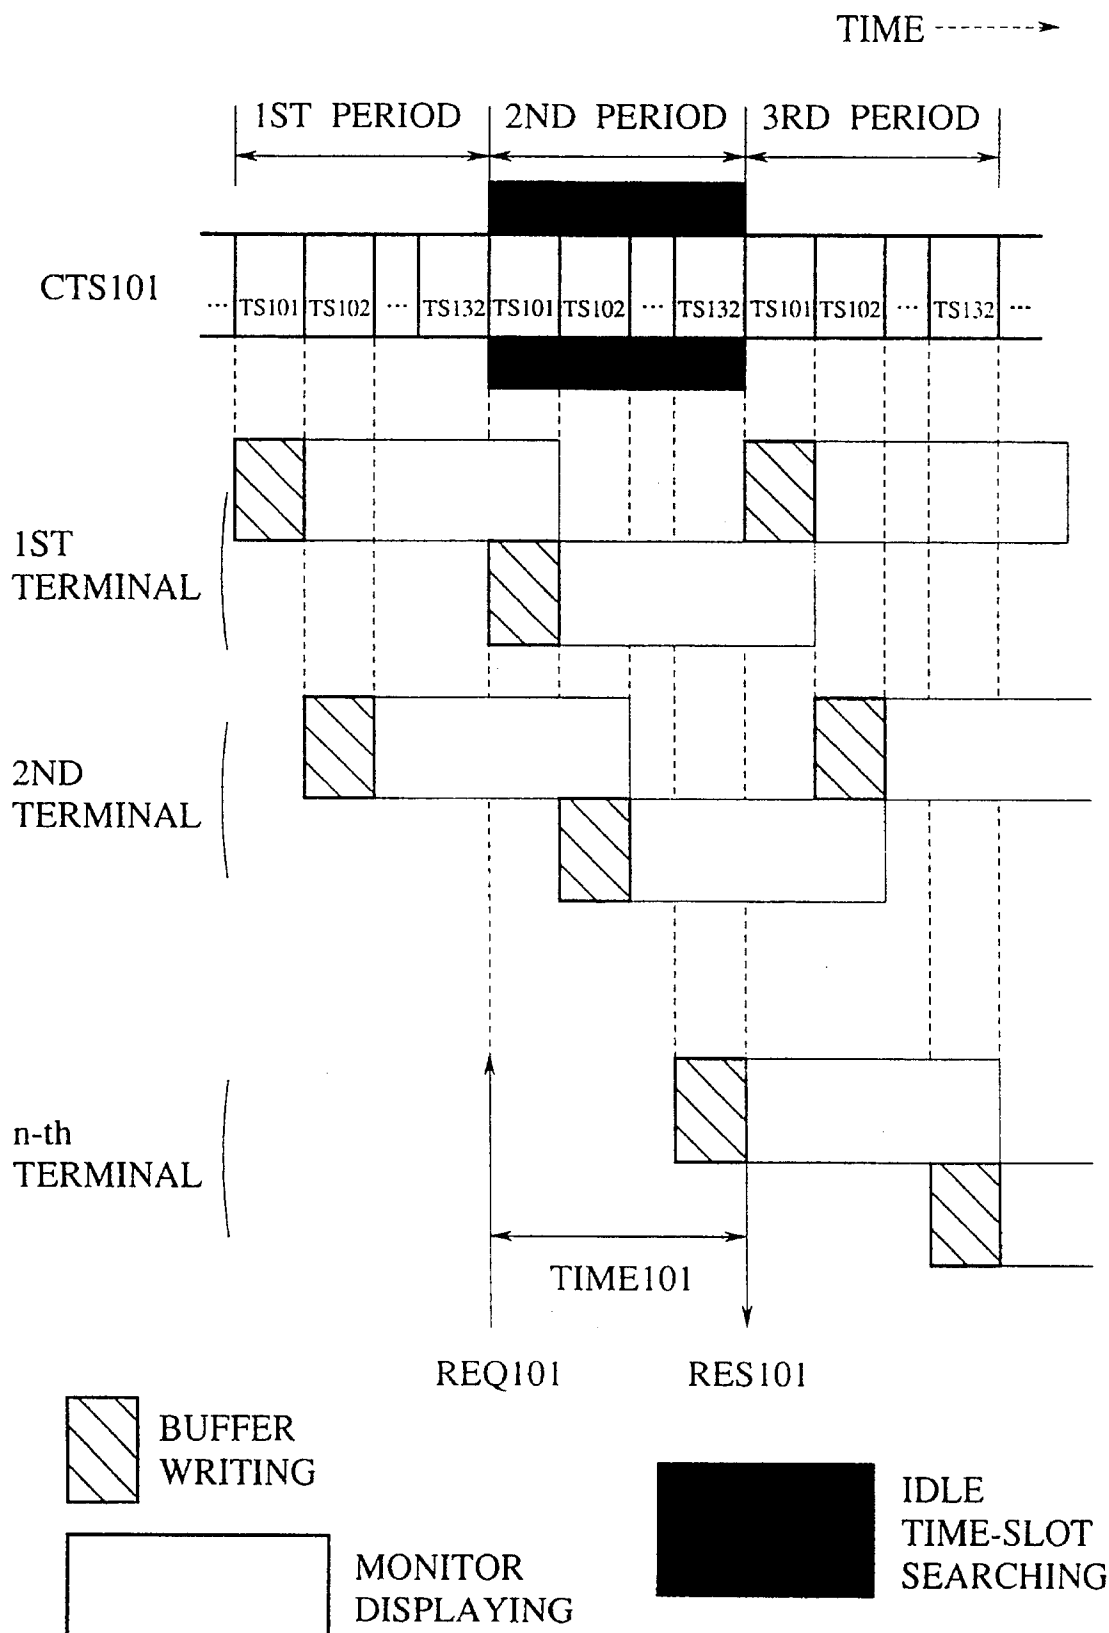 TIME
1ST PERIOD 2ND PERIOD 3RD PERIOD
CTS101
... TS101 TS102 ... TS132 TS101 TS102 ... TS132 TS101 TS102 ... TS132 ...
1ST
TERMINAL
2ND
TERMINAL
n-th
TERMINAL
TIME101
REQ101 RES101
BUFFER
WRITING
IDLE
TIME-SLOT
SEARCHING
MONITOR
DISPLAYING